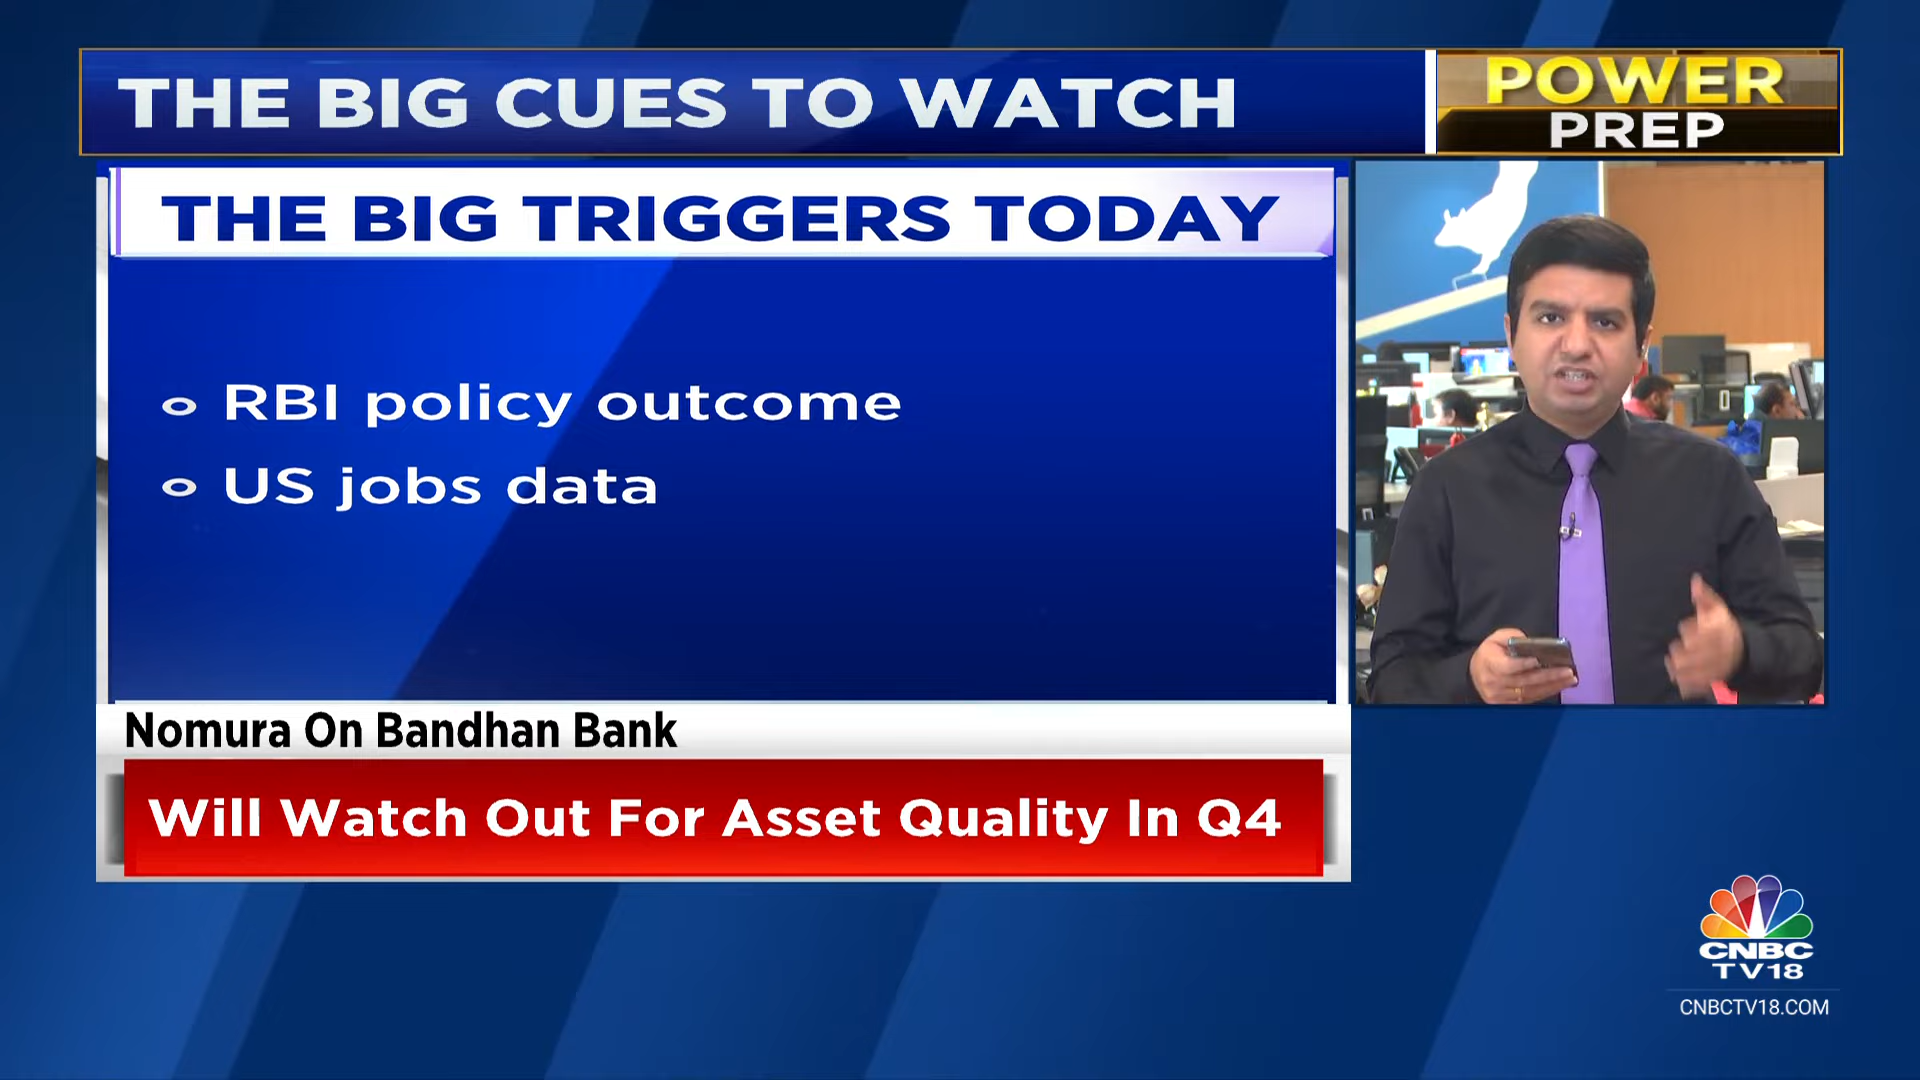 THE BIG CUES TO WATCH
POWER
PREP
THE BIG TRIGGERS TODAY
RBI policy outcome
US jobs data
Nomura On Bandhan Bank
Will Watch Out For Asset Quality In Q4
CNBC
TV18
CNBCTV18.COM